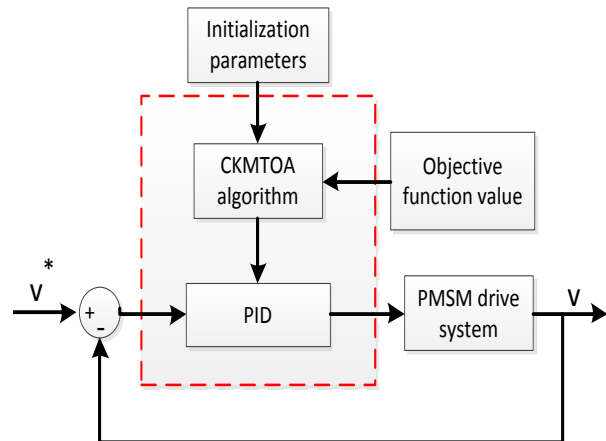 Initialization
parameters
CKMTOA
algorithm
Objective
function value
*
V
+
-
PID
PMSM drive
system
V